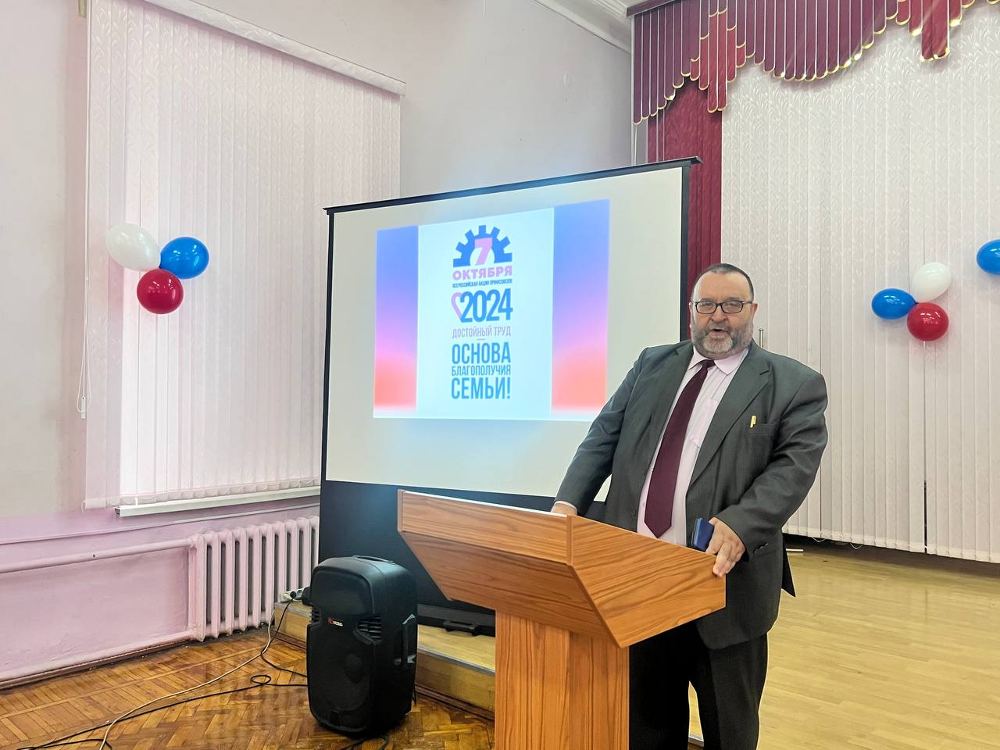 7
ОКТЯБРЯ
ВСЕРОССИЙСКАЯ АКЦИЯ ПРОФСОЮЗОВ
2024
ДОСТОЙНЫЙ ТРУД
ОСНОВА
БЛАГОПОЛУЧИЯ
СЕМЬИ!